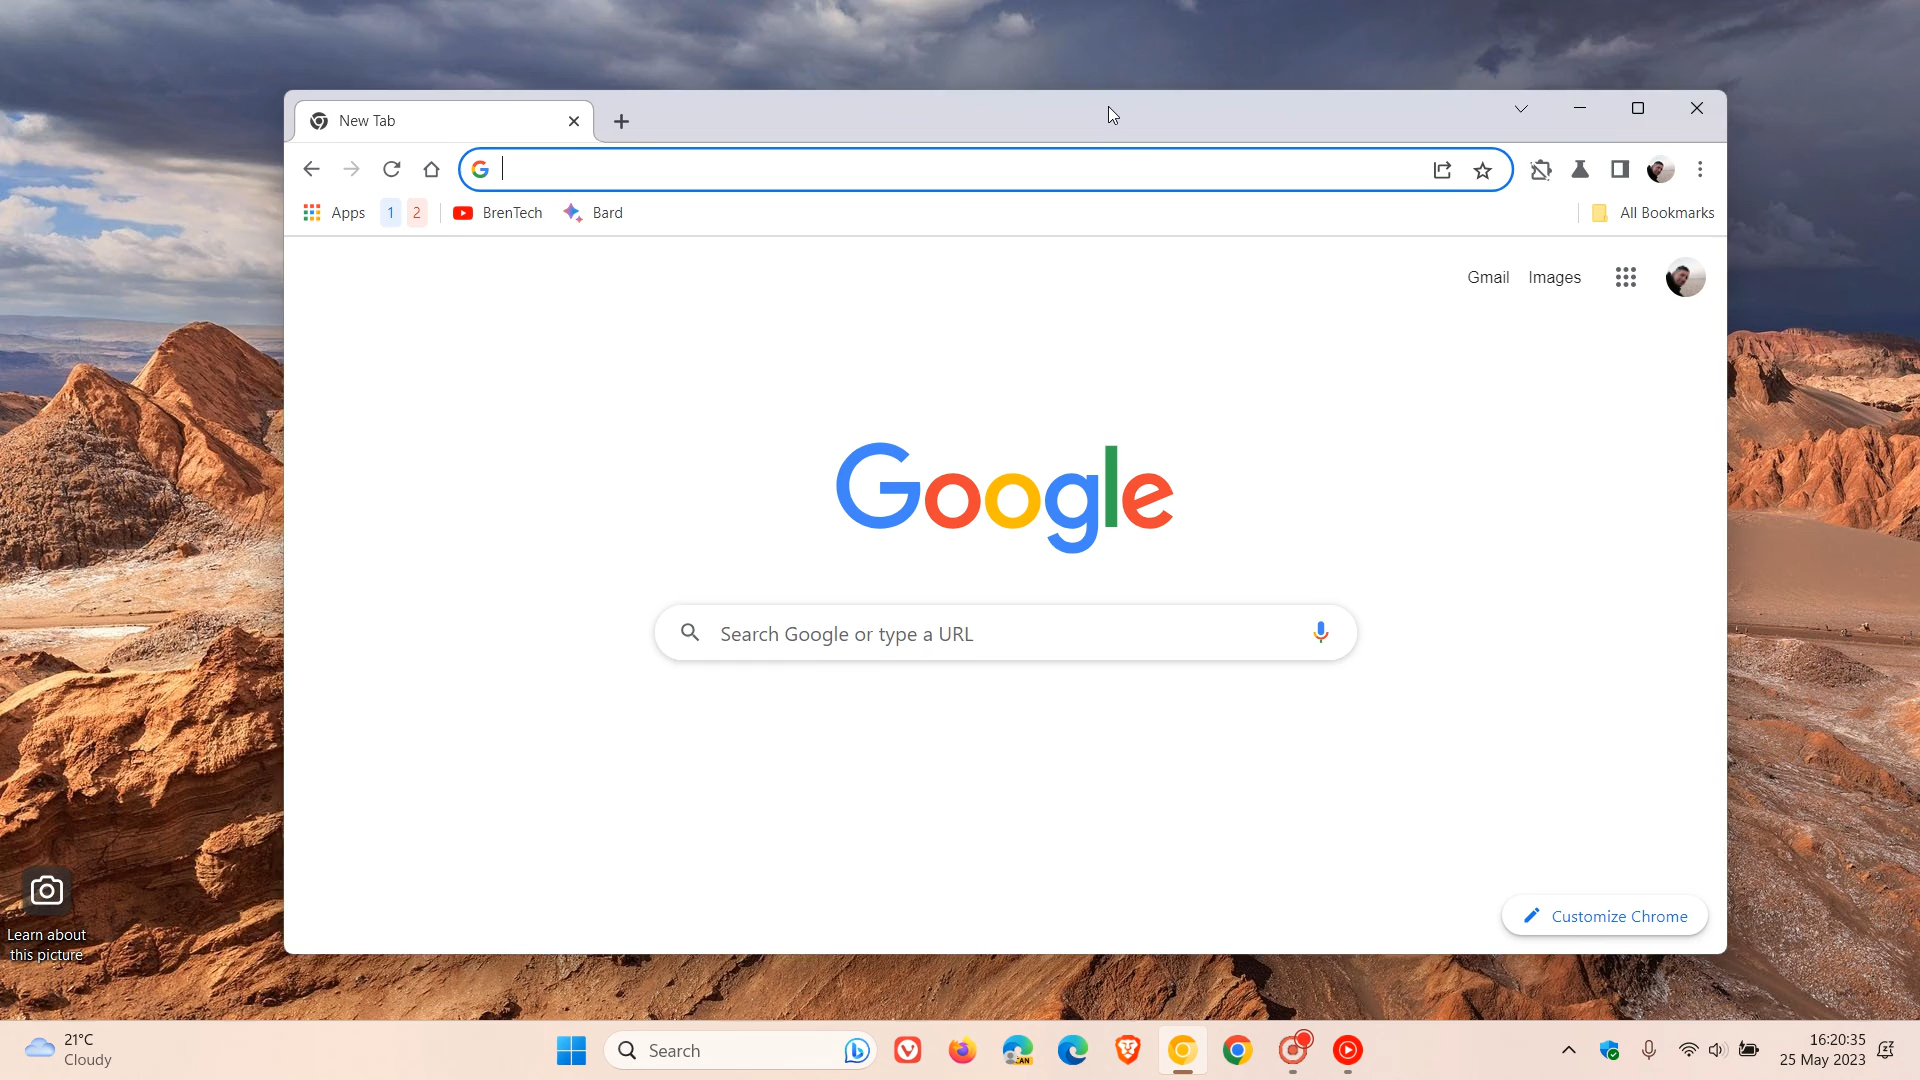 New Tab
Apps 1 2 BrenTech Bard All Bookmarks
Gmail Images
Google
Search Google or type a URL
Customize Chrome
Learn about
this picture
21°C
Cloudy
Search
CAN
16:20:35
25 May 2023